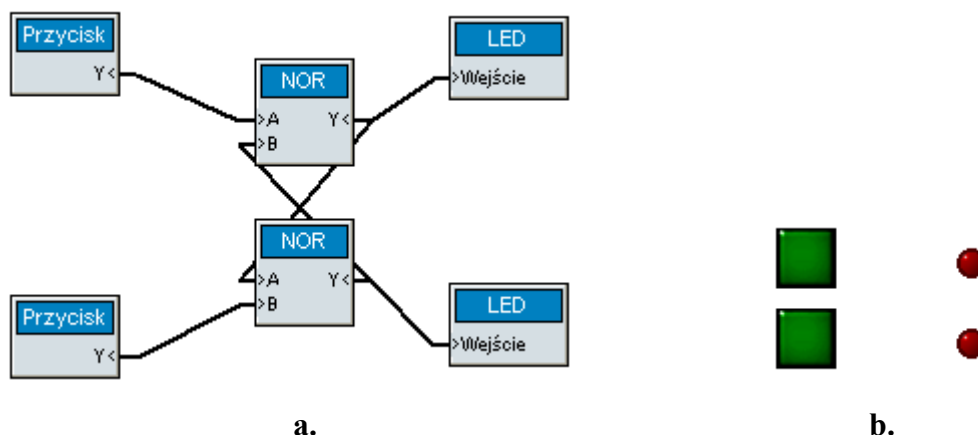 Przycisk
Y<
NOR
>A
Y<
>B
LED
>Wejście
NOR
>A
Y<
>B
Przycisk
Y<
LED
>Wejście
a.
b.